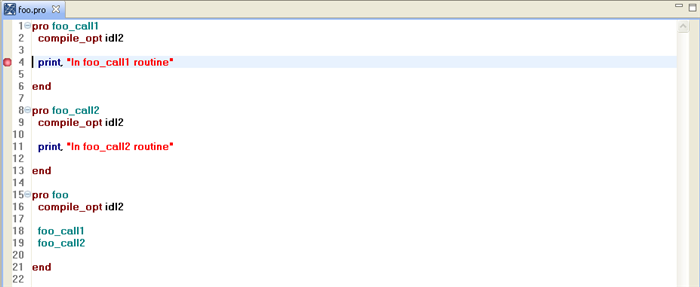 foo.pro
1 pro foo_call1
2 compile_opt idl2
3
4 print, "In foo_call1 routine"
5
6 end
7
8 pro foo_call2
9 compile_opt idl2
10
11 print, "In foo_call2 routine"
12
13 end
14
15 pro foo
16 compile_opt idl2
17
18 foo_call1
19 foo_call2
20
21 end
22